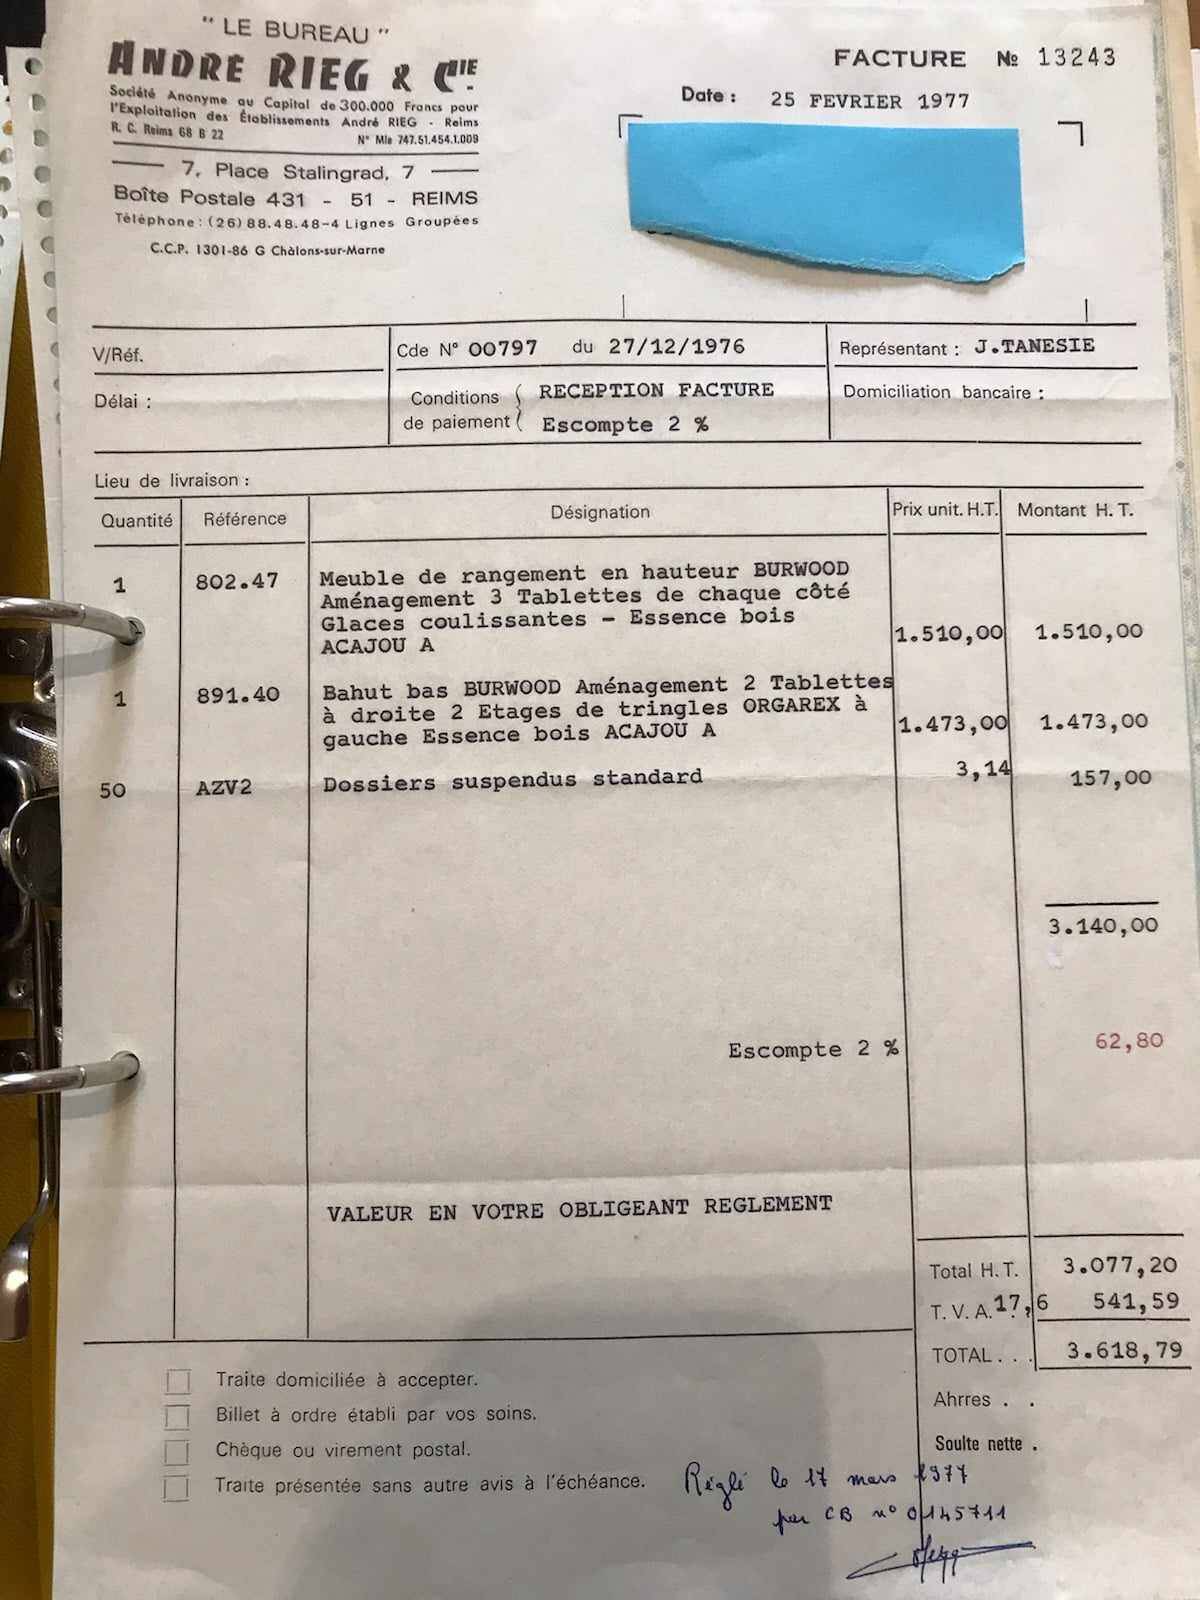 " LE BUREAU "
ANDRÉ RIEG & CIE.
Société Anonyme au Capital de 300.000 Francs pour
l'Exploitation des Établissements André RIEG - Reims
R. C. Reims 68 B 22 N° Mle 747.51.454.1.009
7, Place Stalingrad, 7
Boîte Postale 431 - 51 - REIMS
Téléphone : (26) 88.48.48-4 Lignes Groupées
C.C.P. 1301-86 G Châlons-sur-Marne
FACTURE № 13243
Date : 25 FEVRIER 1977
V/Réf.
Cde N° 00797 du 27/12/1976
Représentant : J.TANESIE
Délai :
Conditions de paiement RECEPTION FACTURE
Escompte 2 %
Domiciliation bancaire :
Lieu de livraison :
Quantité Référence Désignation Prix unit. H.T. Montant H. T.
1 802.47 Meuble de rangement en hauteur BURWOOD
Aménagement 3 Tablettes de chaque côté
Glaces coulissantes - Essence bois
ACAJOU A 1.510,00 1.510,00
1 891.40 Bahut bas BURWOOD Aménagement 2 Tablettes
à droite 2 Etages de tringles ORGAREX à
gauche Essence bois ACAJOU A 1.473,00 1.473,00
50 AZV2 Dossiers suspendus standard 3,14 157,00
3.140,00
Escompte 2 % 62,80
VALEUR EN VOTRE OBLIGEANT REGLEMENT
Total H.T. 3.077,20
T. V. A. 17,6 541,59
TOTAL . . . 3.618,79
Ahrres . .
Soulte nette .
Traite domiciliée à accepter.
Billet à ordre établi par vos soins.
Chèque ou virement postal.
Traite présentée sans autre avis à l'échéance.
Réglé le 17 mars 1977
par CB n° 0145711